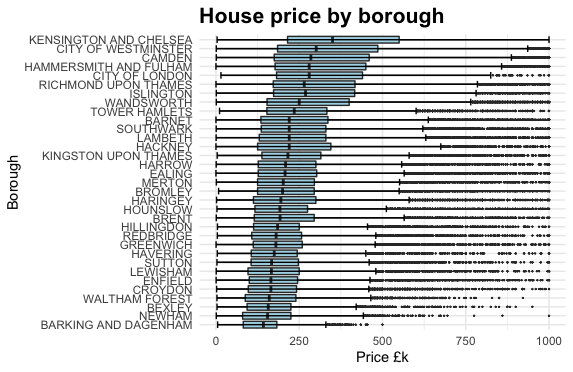 House price by borough
KENSINGTON AND CHELSEA
CITY OF WESTMINSTER
CAMDEN
HAMMERSMITH AND FULHAM
CITY OF LONDON
RICHMOND UPON THAMES
ISLINGTON
WANDSWORTH
TOWER HAMLETS
BARNET
SOUTHWARK
LAMBETH
HACKNEY
KINGSTON UPON THAMES
HARROW
EALING
MERTON
BROMLEY
HARINGEY
HOUNSLOW
BRENT
HILLINGDON
REDBRIDGE
GREENWICH
HAVERING
SUTTON
LEWISHAM
ENFIELD
CROYDON
WALTHAM FOREST
BEXLEY
NEWHAM
BARKING AND DAGENHAM
Borough
0 250 500 750 1000
Price £k